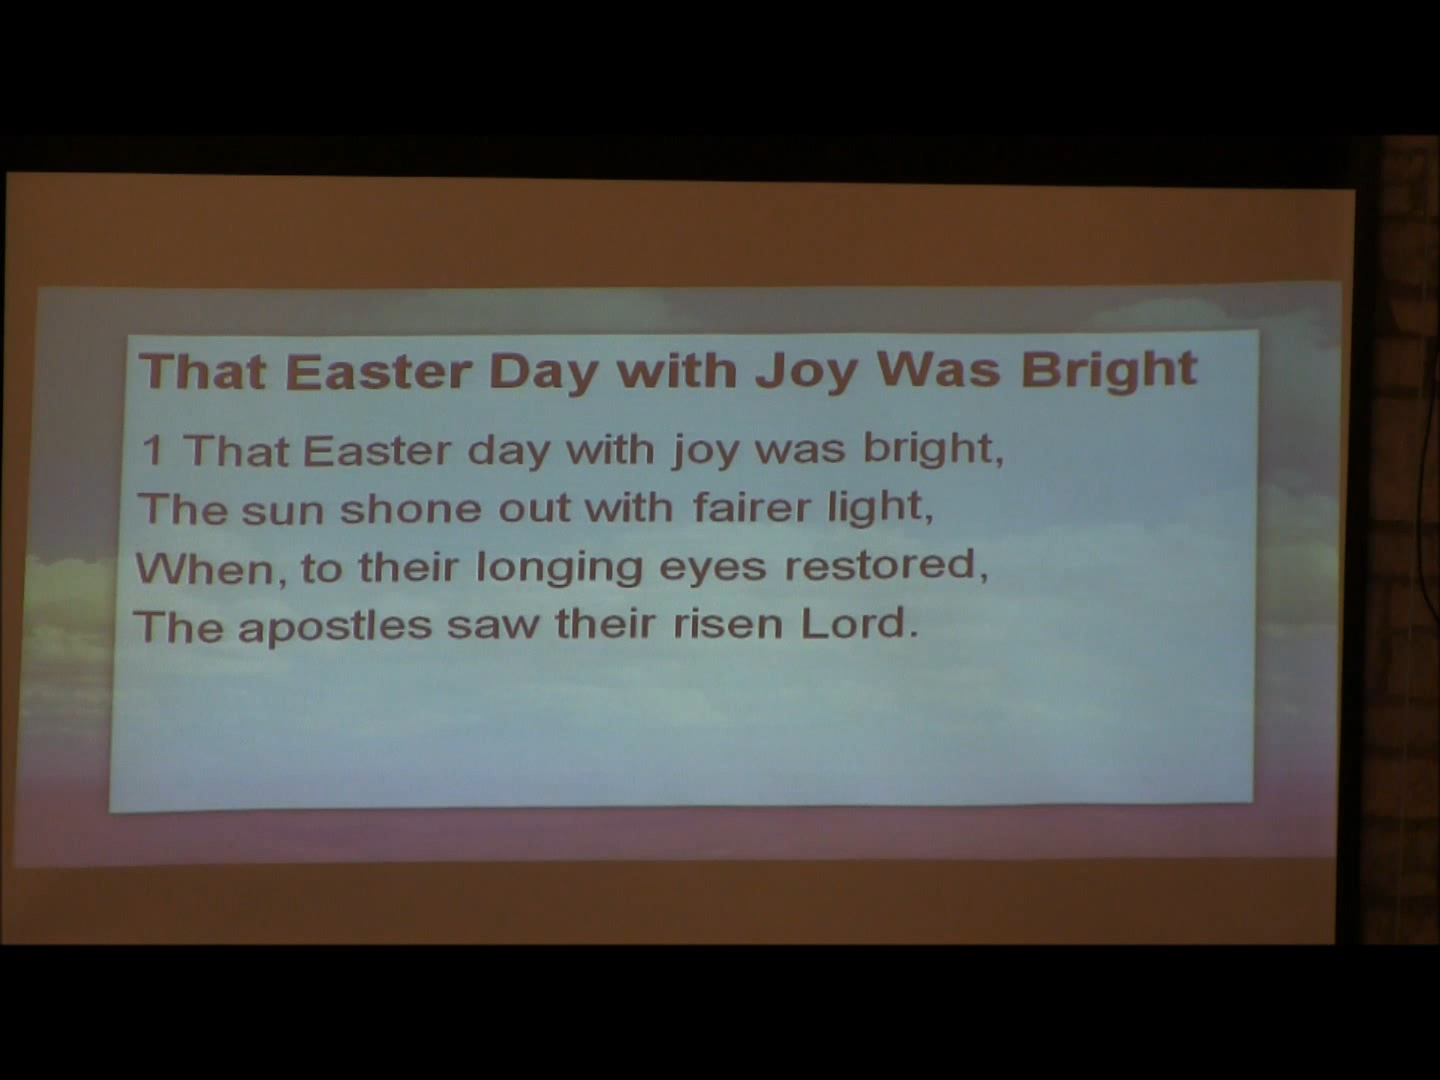 That Easter Day with Joy Was Bright
1 That Easter day with joy was bright,
The sun shone out with fairer light,
When, to their longing eyes restored,
The apostles saw their risen Lord.